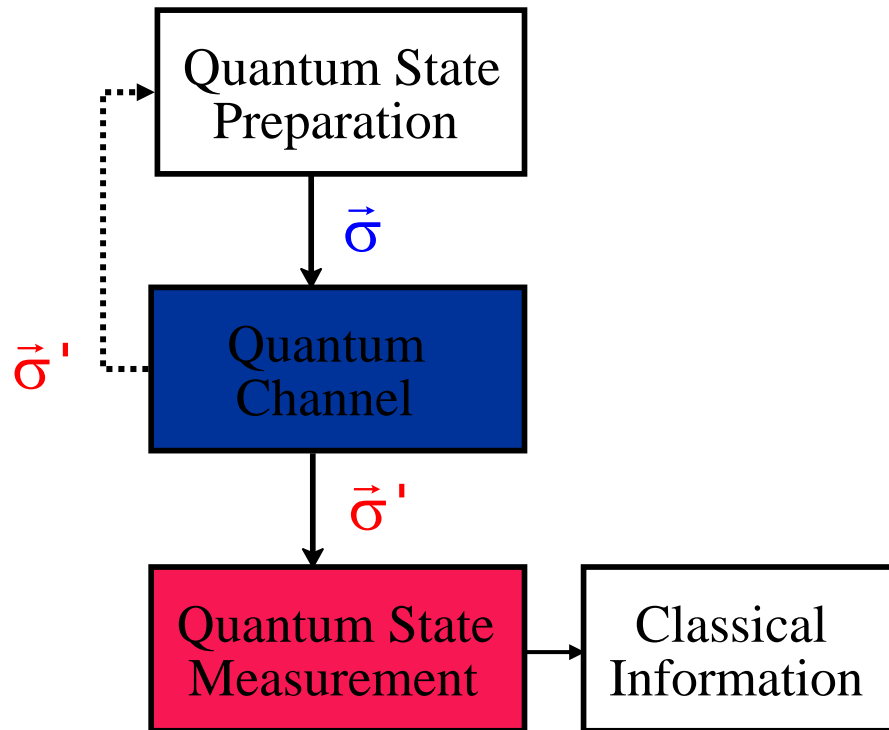 Quantum State
Preparation
σ⃗
Quantum
Channel
σ⃗ '
σ⃗ '
Quantum State
Measurement
Classical
Information